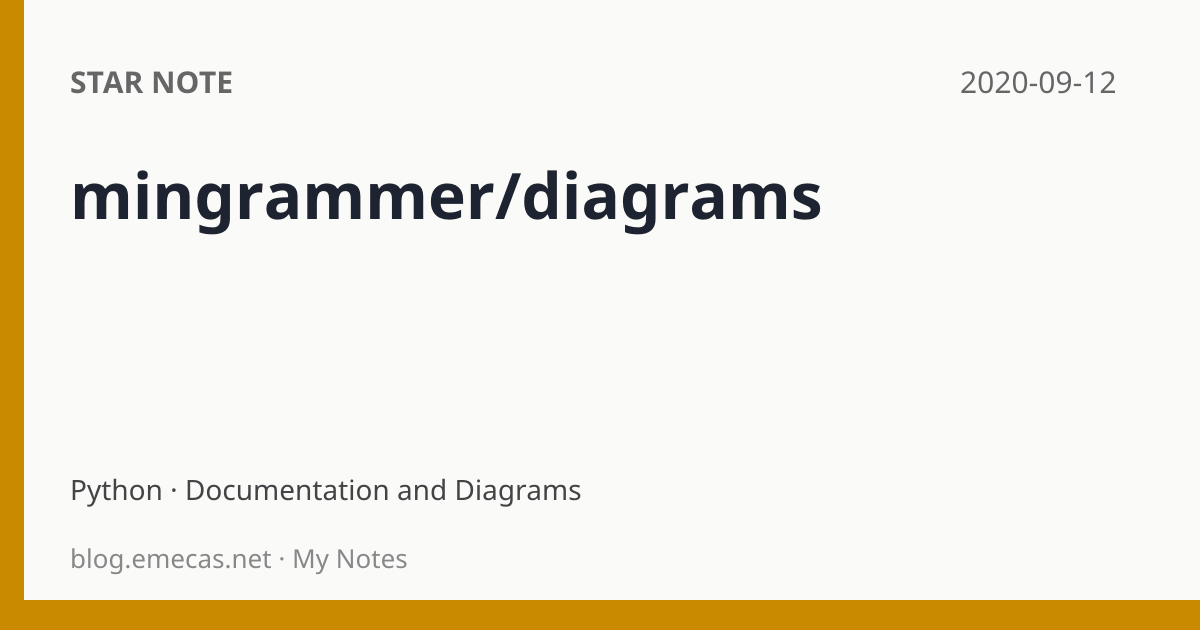 STAR NOTE
2020-09-12
mingrammer/diagrams
Python · Documentation and Diagrams
blog.emecas.net · My Notes